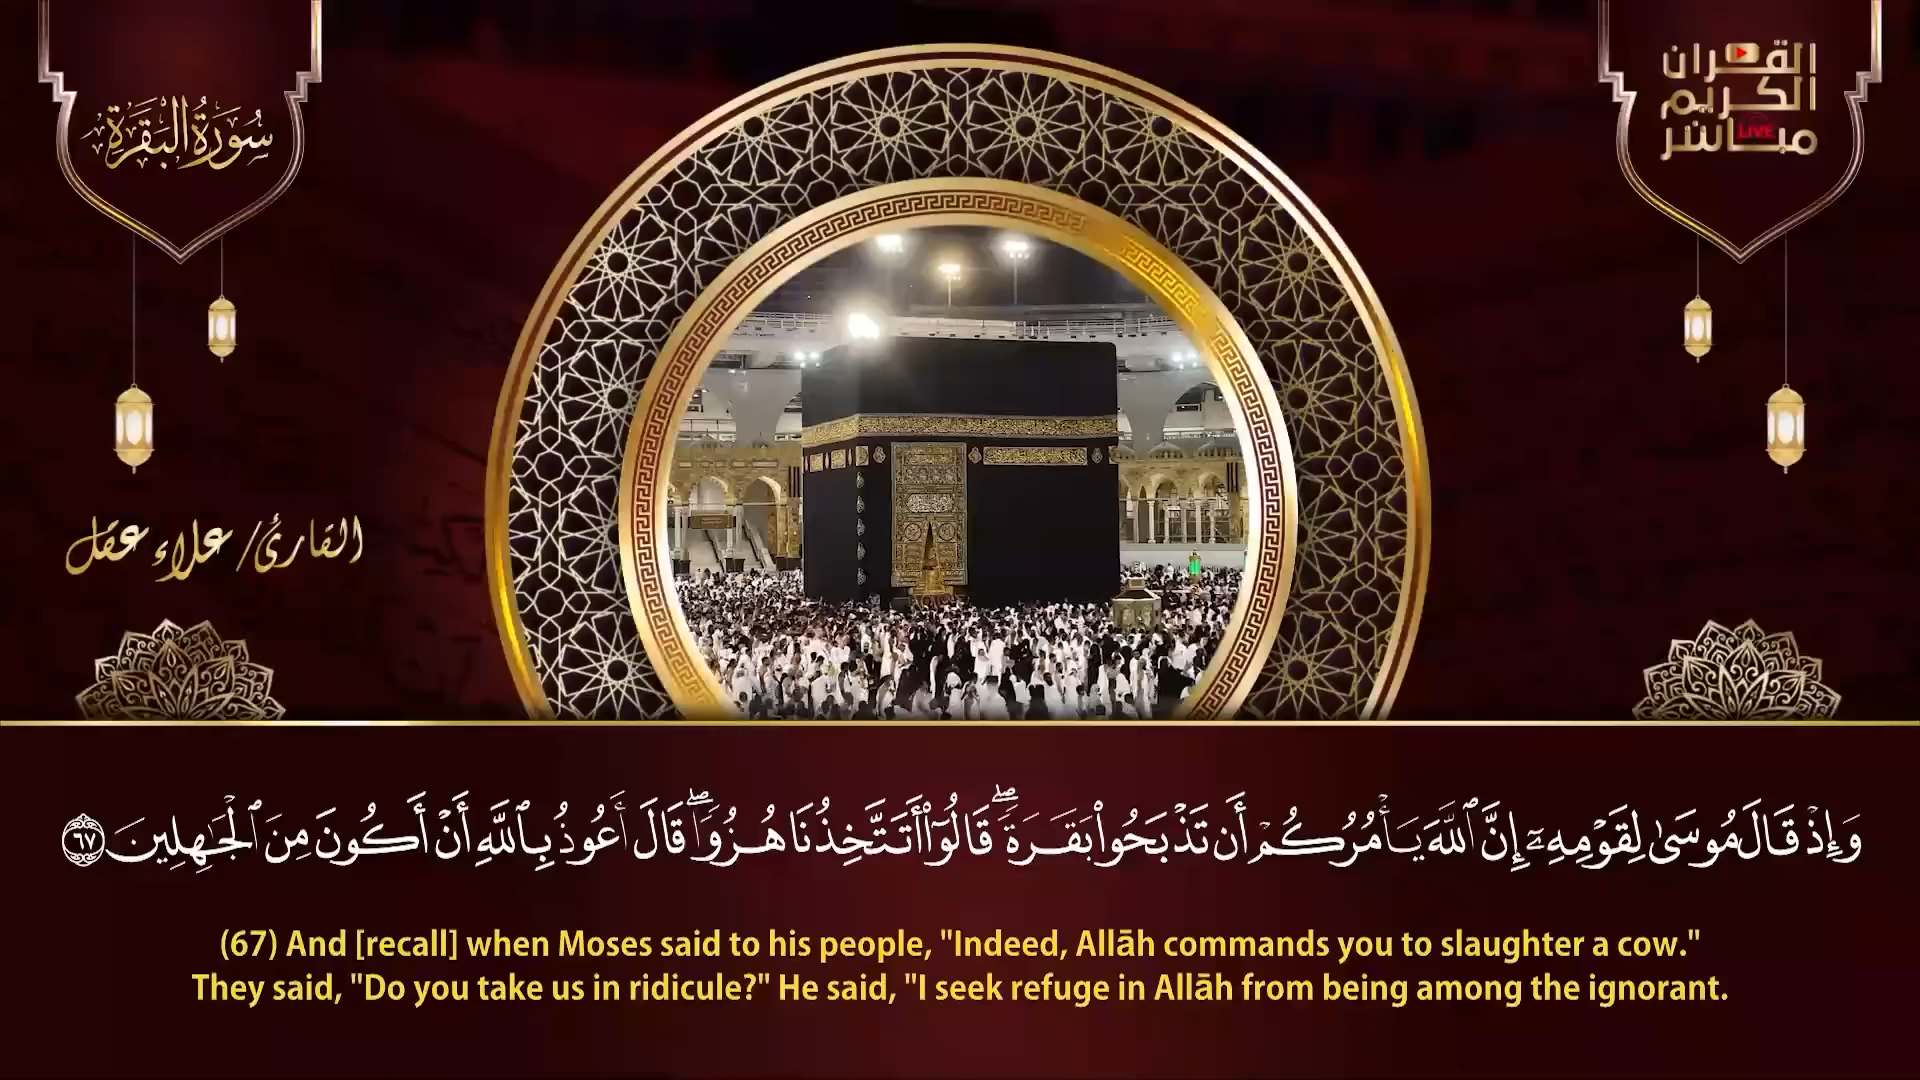 سُورَةُ البَقَرَةِ
القرآن
الكريم
مباشر
LIVE
القارئ/ علاء عقل
وَإِذْ قَالَ مُوسَىٰ لِقَوْمِهِۦٓ إِنَّ ٱللَّهَ يَأْمُرُكُمْ أَن تَذْبَحُوا۟ بَقَرَةً ۖ قَالُوٓا۟ أَتَتَّخِذُنَا هُزُوًا ۖ قَالَ أَعُوذُ بِٱللَّهِ أَنْ أَكُونَ مِنَ ٱلْجَٰهِلِينَ ٦٧
(67) And [recall] when Moses said to his people, "Indeed, Allāh commands you to slaughter a cow."
They said, "Do you take us in ridicule?" He said, "I seek refuge in Allāh from being among the ignorant.